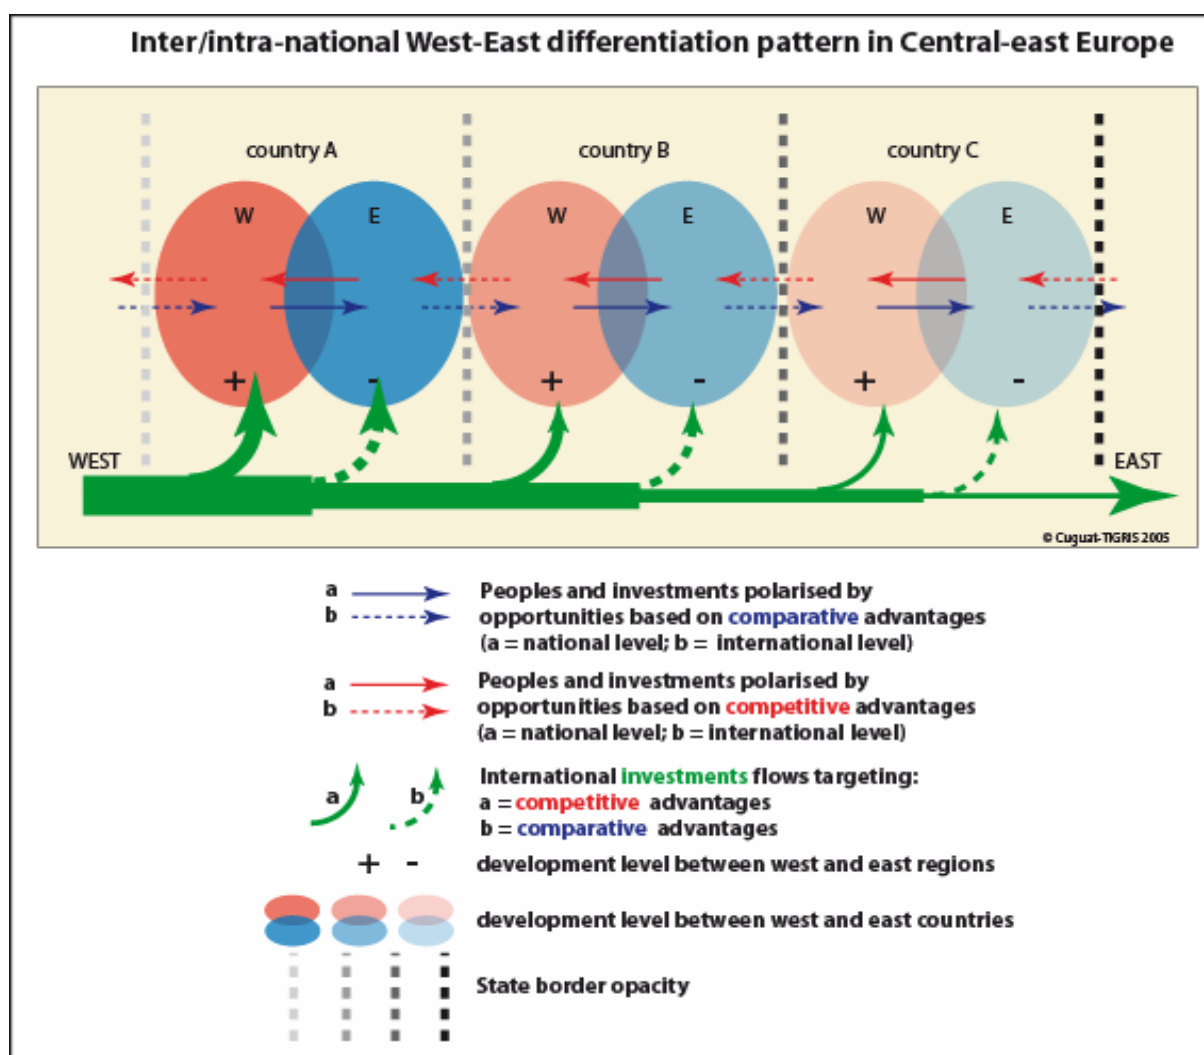 Inter/intra-national West-East differentiation pattern in Central-east Europe
country A
country B
country C
W
E
W
E
W
E
+
-
+
-
+
-
WEST
EAST
© Cuguat-TIGRIS 2005
a
b
Peoples and investments polarised by
opportunities based on comparative advantages
(a = national level; b = international level)
a
b
Peoples and investments polarised by
opportunities based on competitive advantages
(a = national level; b = international level)
a
b
International investments flows targeting:
a = competitive advantages
b = comparative advantages
+ -
development level between west and east regions
development level between west and east countries
State border opacity